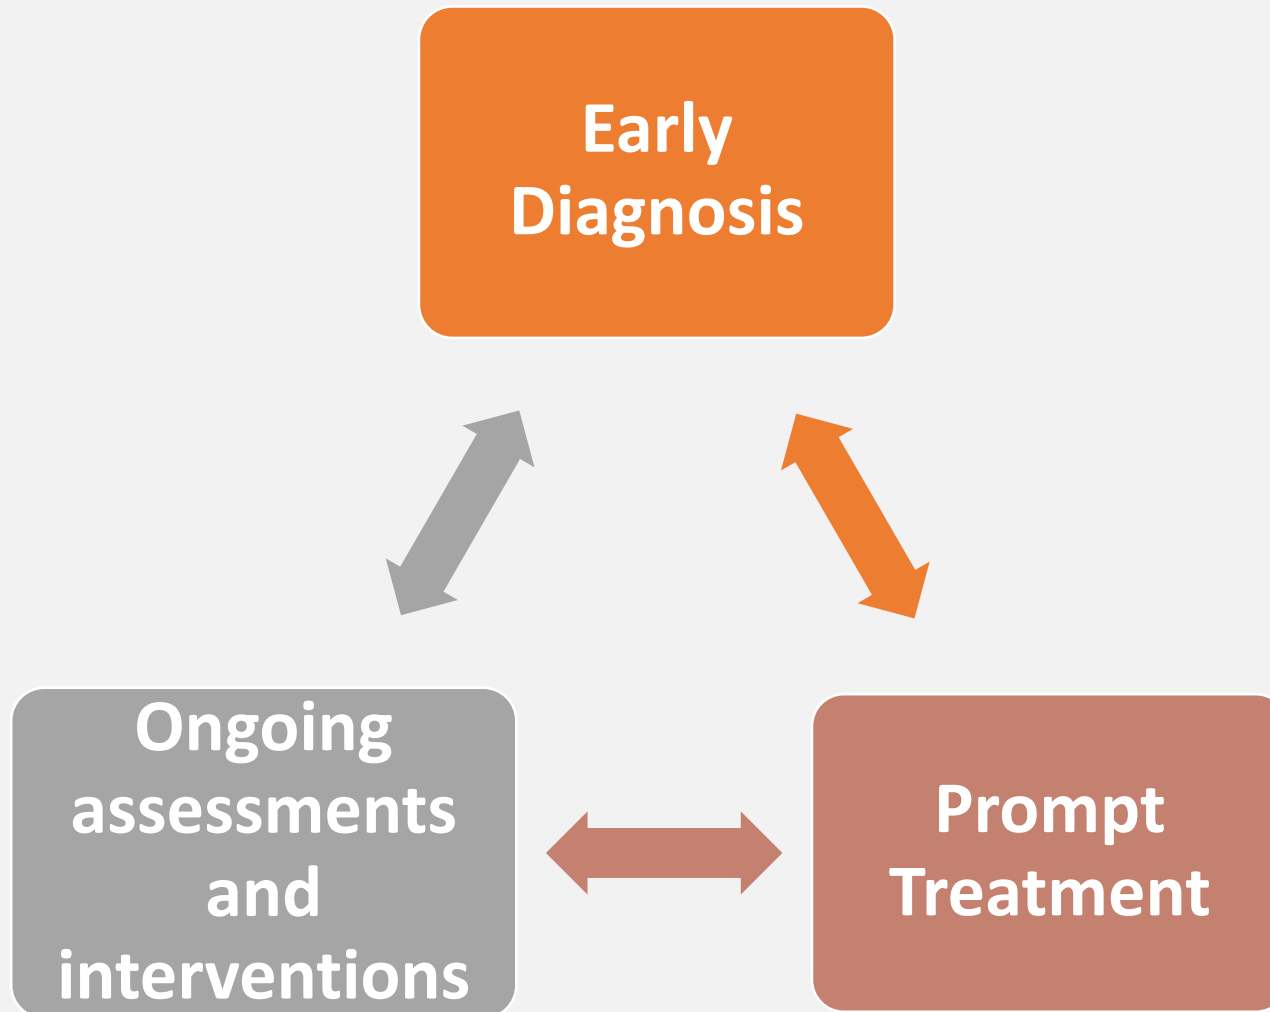 Early
Diagnosis
Ongoing
assessments
and
interventions
Prompt
Treatment